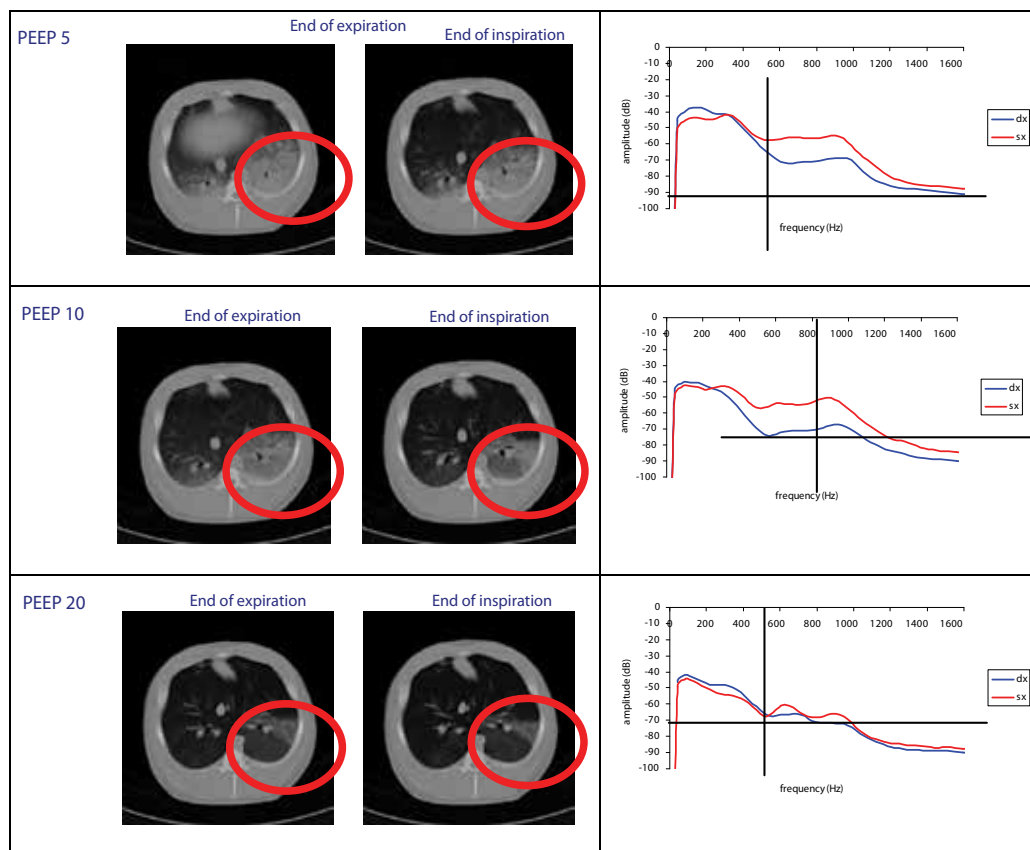 PEEP 5
End of expiration
End of inspiration
0
-10
-20
-30
-40
-50
-60
-70
-80
-90
-100
0 200 400 600 800 1000 1200 1400 1600
amplitude (dB)
frequency (Hz)
dx
sx
PEEP 10
End of expiration
End of inspiration
0
-10
-20
-30
-40
-50
-60
-70
-80
-90
-100
0 200 400 600 800 1000 1200 1400 1600
amplitude (dB)
frequency (Hz)
dx
sx
PEEP 20
End of expiration
End of inspiration
0
-10
-20
-30
-40
-50
-60
-70
-80
-90
-100
0 200 400 600 800 1000 1200 1400 1600
amplitude (dB)
frequency (Hz)
dx
sx